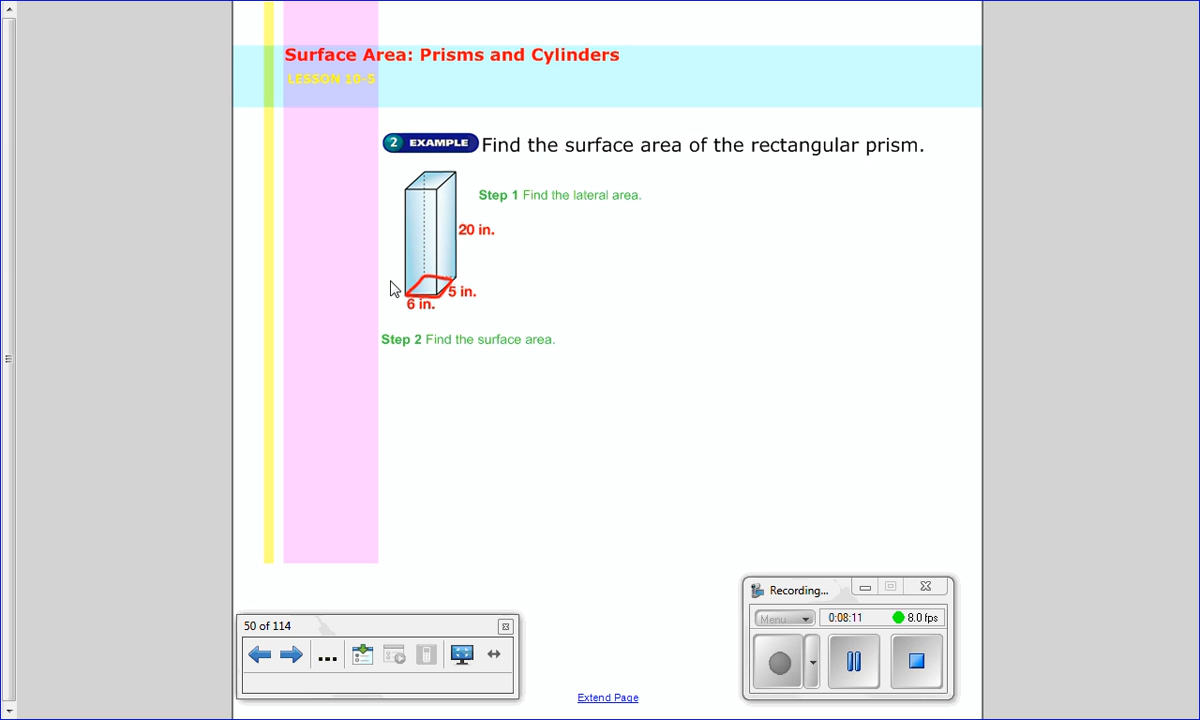 Surface Area: Prisms and Cylinders
LESSON 10-5
2 EXAMPLE Find the surface area of the rectangular prism.
Step 1 Find the lateral area.
20 in.
5 in.
6 in.
Step 2 Find the surface area.
50 of 114
Extend Page
Recording...
Menu
0:08:11
8.0 fps